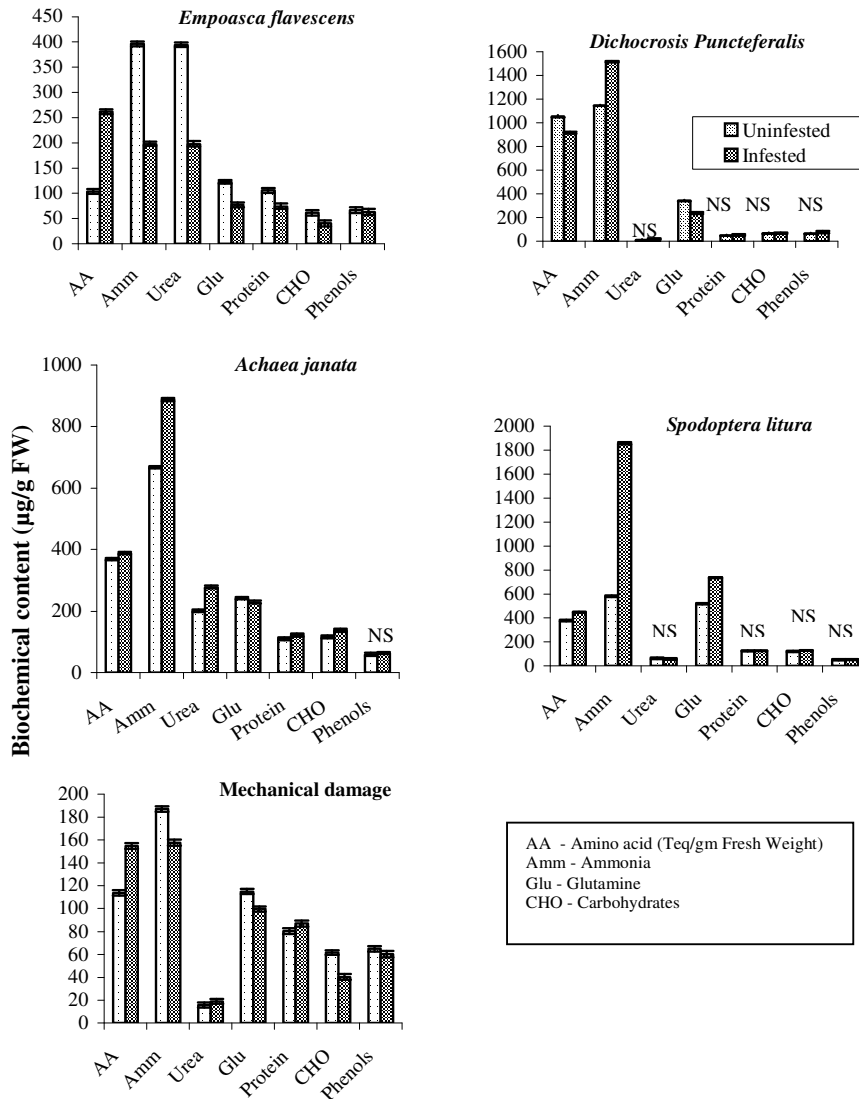 Empoasca flavescens
450
400
350
300
250
200
150
100
50
0
AA
Amm
Urea
Glu
Protein
CHO
Phenols
Dichocrosis Puncteferalis
1600
1400
1200
1000
800
600
400
200
0
Uninfested
Infested
NS
NS
NS
NS
AA
Amm
Urea
Glu
Protein
CHO
Phenols
Biochemical content (µg/g FW)
Achaea janata
1000
800
600
400
200
0
NS
AA
Amm
Urea
Glu
Protein
CHO
Phenols
Spodoptera litura
2000
1800
1600
1400
1200
1000
800
600
400
200
0
NS
NS
NS
NS
AA
Amm
Urea
Glu
Protein
CHO
Phenols
Mechanical damage
200
180
160
140
120
100
80
60
40
20
0
AA
Amm
Urea
Glu
Protein
CHO
Phenols
AA - Amino acid (Teq/gm Fresh Weight)
Amm - Ammonia
Glu - Glutamine
CHO - Carbohydrates